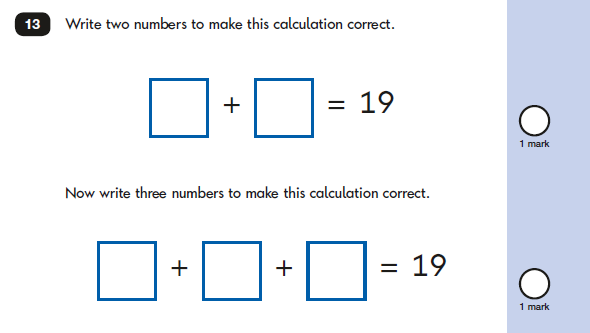 13 Write two numbers to make this calculation correct.
+ = 19
1 mark
Now write three numbers to make this calculation correct.
+ + = 19
1 mark